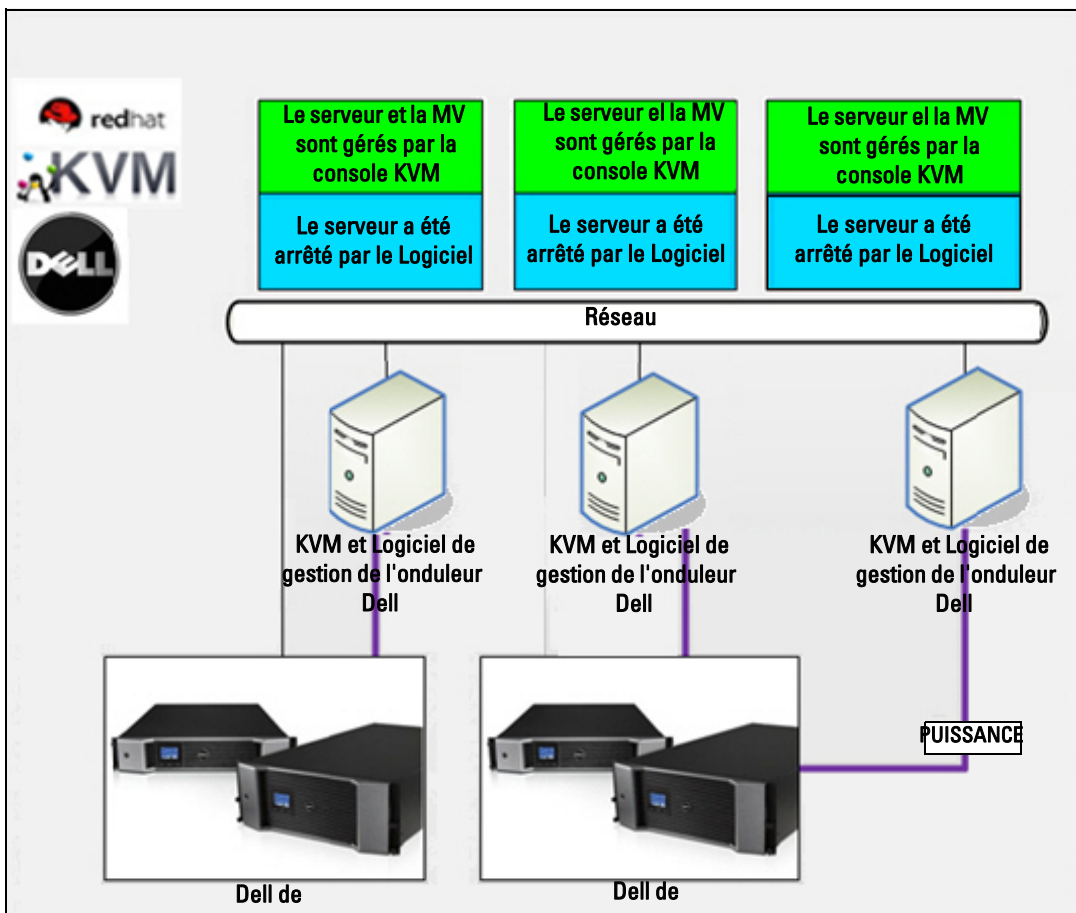 redhat
KVM
DELL
Le serveur et la MV
sont gérés par la
console KVM
Le serveur el la MV
sont gérés par la
console KVM
Le serveur el la MV
sont gérés par la
console KVM
Le serveur a été
arrêté par le Logiciel
Le serveur a été
arrêté par le Logiciel
Le serveur a été
arrêté par le Logiciel
Réseau
KVM et Logiciel de
gestion de l'onduleur
Dell
KVM et Logiciel de
gestion de l'onduleur
Dell
KVM et Logiciel de
gestion de l'onduleur
Dell
PUISSANCE
Dell de
Dell de